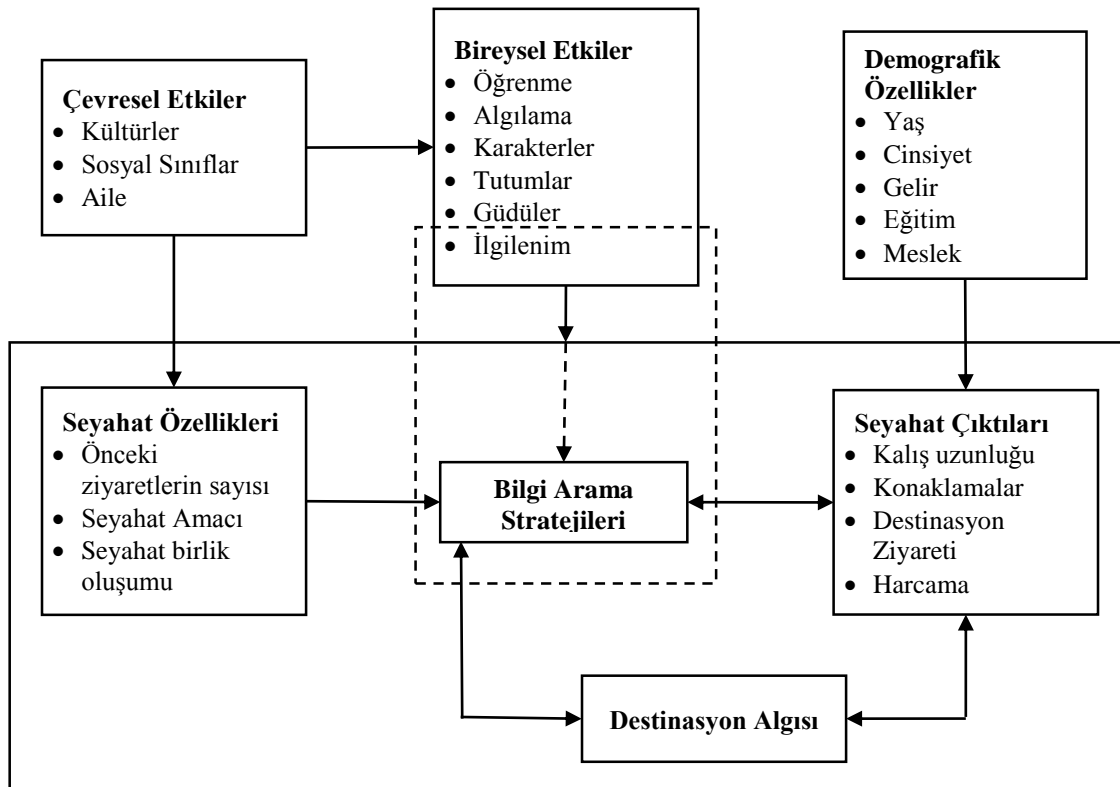 Çevresel Etkiler
• Kültürler
• Sosyal Sınıflar
• Aile
Bireysel Etkiler
• Öğrenme
• Algılama
• Karakterler
• Tutumlar
• Güdüler
• İlgilenim
Demografik
Özellikler
• Yaş
• Cinsiyet
• Gelir
• Eğitim
• Meslek
Seyahat Özellikleri
• Önceki
ziyaretlerin sayısı
• Seyahat Amacı
• Seyahat birlik
oluşumu
Bilgi Arama
Stratejileri
Seyahat Çıktıları
• Kalış uzunluğu
• Konaklamalar
• Destinasyon
Ziyareti
• Harcama
Destinasyon Algısı